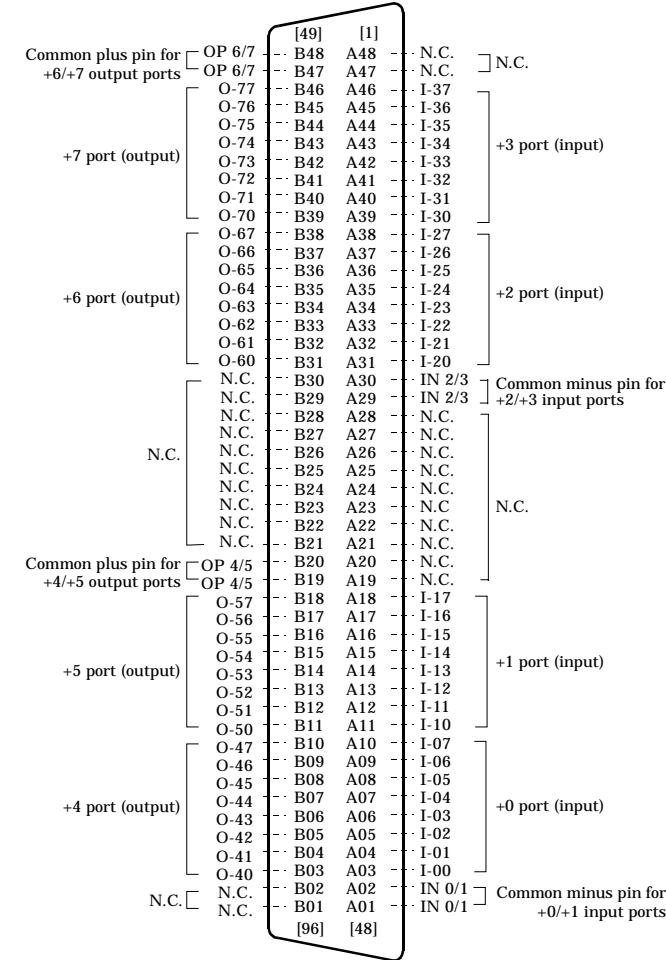 [49] [1]
Common plus pin for +6/+7 output ports
OP 6/7 B48 A48 N.C.
OP 6/7 B47 A47 N.C.
N.C.
O-77 B46 A46 I-37
O-76 B45 A45 I-36
O-75 B44 A44 I-35
O-74 B43 A43 I-34
+7 port (output)
+3 port (input)
O-73 B42 A42 I-33
O-72 B41 A41 I-32
O-71 B40 A40 I-31
O-70 B39 A39 I-30
O-67 B38 A38 I-27
O-66 B37 A37 I-26
O-65 B36 A36 I-25
O-64 B35 A35 I-24
+6 port (output)
+2 port (input)
O-63 B34 A34 I-23
O-62 B33 A33 I-22
O-61 B32 A32 I-21
O-60 B31 A31 I-20
N.C. B30 A30 IN 2/3
N.C. B29 A29 IN 2/3
Common minus pin for
+2/+3 input ports
N.C. B28 A28 N.C.
N.C. B27 A27 N.C.
N.C. B26 A26 N.C.
N.C.
N.C. B25 A25 N.C.
N.C. B24 A24 N.C.
N.C. B23 A23 N.C
N.C.
N.C. B22 A22 N.C.
N.C. B21 A21 N.C.
Common plus pin for
+4/+5 output ports
OP 4/5 B20 A20 N.C.
OP 4/5 B19 A19 N.C.
O-57 B18 A18 I-17
O-56 B17 A17 I-16
O-55 B16 A16 I-15
O-54 B15 A15 I-14
+5 port (output)
+1 port (input)
O-53 B14 A14 I-13
O-52 B13 A13 I-12
O-51 B12 A12 I-11
O-50 B11 A11 I-10
O-47 B10 A10 I-07
O-46 B09 A09 I-06
O-45 B08 A08 I-05
O-44 B07 A07 I-04
+4 port (output)
+0 port (input)
O-43 B06 A06 I-03
O-42 B05 A05 I-02
O-41 B04 A04 I-01
O-40 B03 A03 I-00
N.C. B02 A02 IN 0/1
N.C.
N.C. B01 A01 IN 0/1
Common minus pin for
+0/+1 input ports
[96] [48]